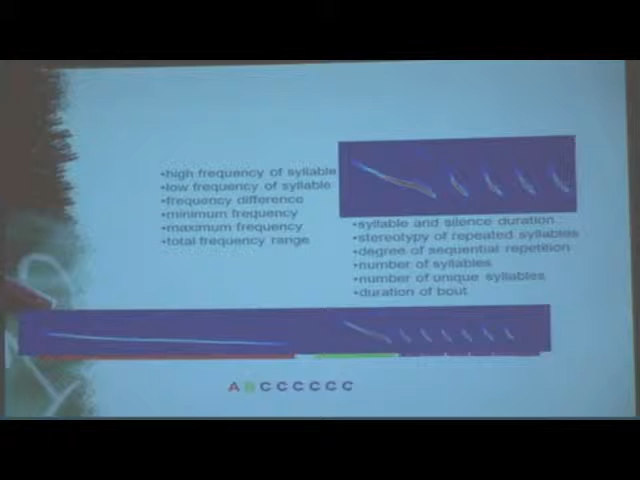 •high frequency of syllable
•low frequency of syllable
•frequency difference
•minimum frequency
•maximum frequency
•total frequency range
•syllable and silence duration
•stereotypy of repeated syllables
•degree of sequential repetition
•number of syllables
•number of unique syllables
•duration of bout
A B C C C C C C